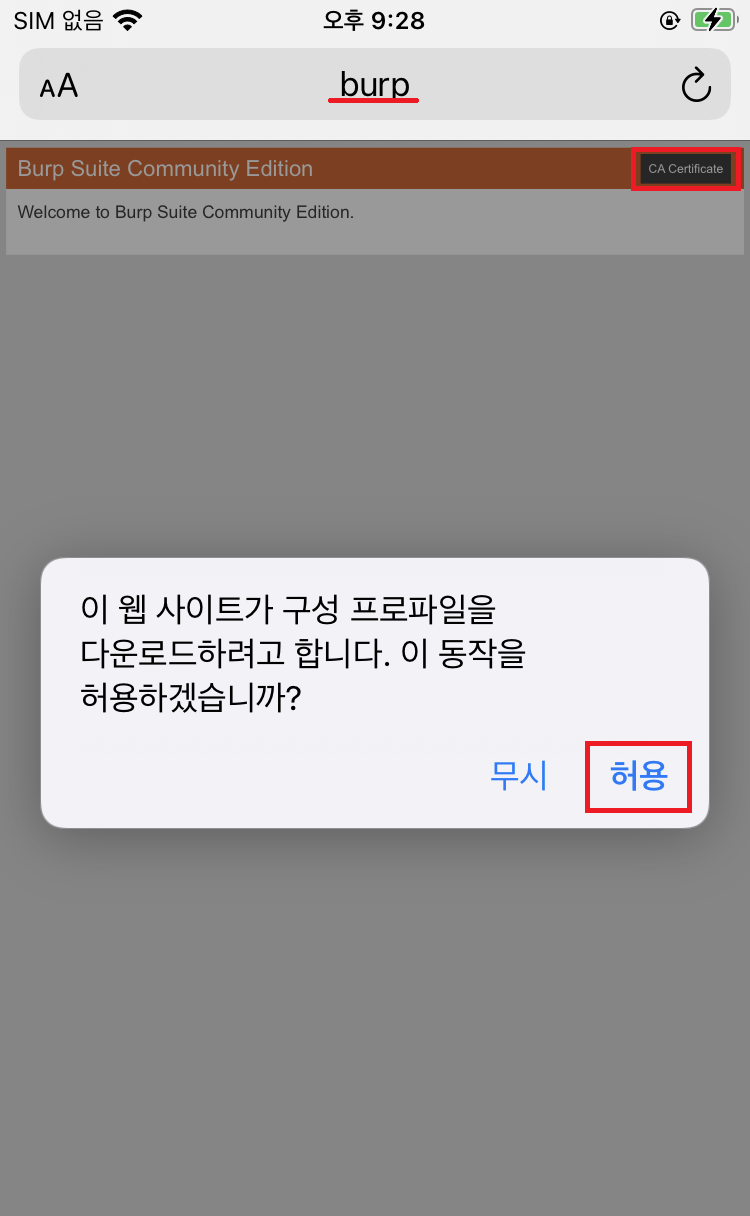 SIM 없음 오후 9:28
AA burp
Burp Suite Community Edition CA Certificate
Welcome to Burp Suite Community Edition.
이 웹 사이트가 구성 프로파일을
다운로드하려고 합니다. 이 동작을
허용하겠습니까?
무시 허용